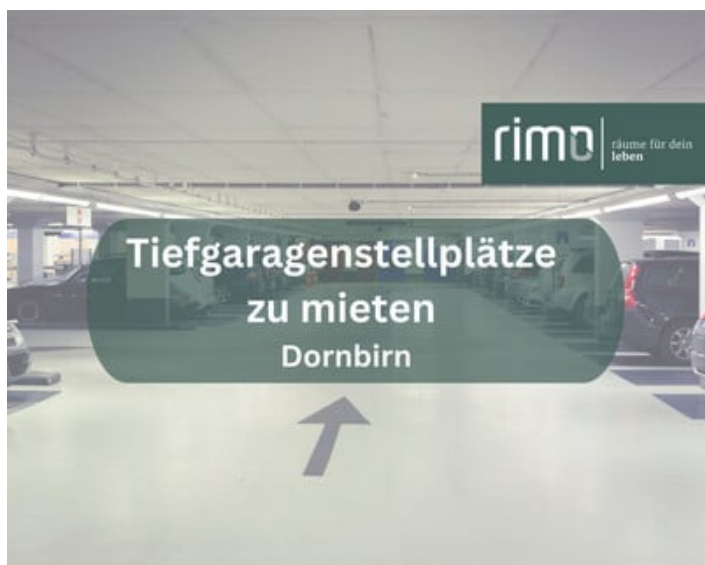 rimo
räume für dein
leben
Tiefgaragenstellplätze
zu mieten
Dornbirn